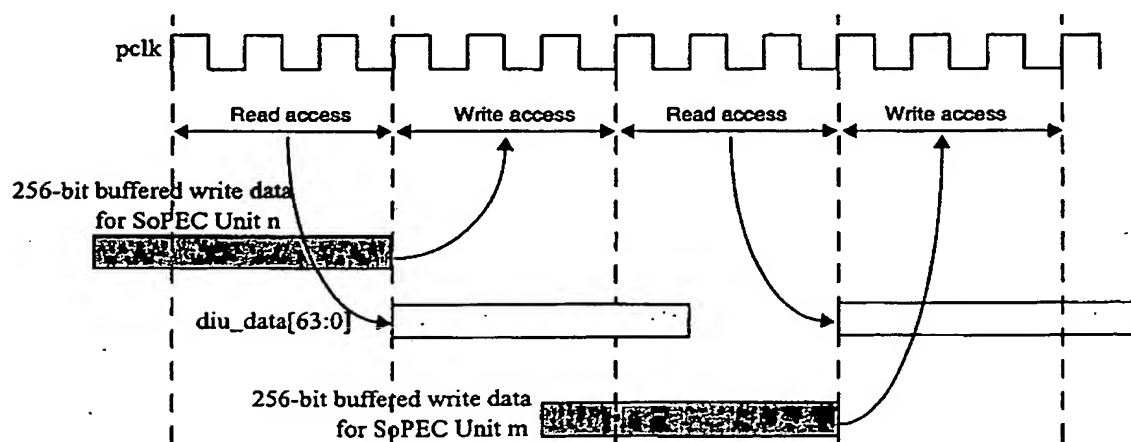 pclk
Read access Write access Read access Write access
256-bit buffered write data
for SoPEC Unit n
diu_data[63:0]
256-bit buffered write data
for SoPEC Unit m